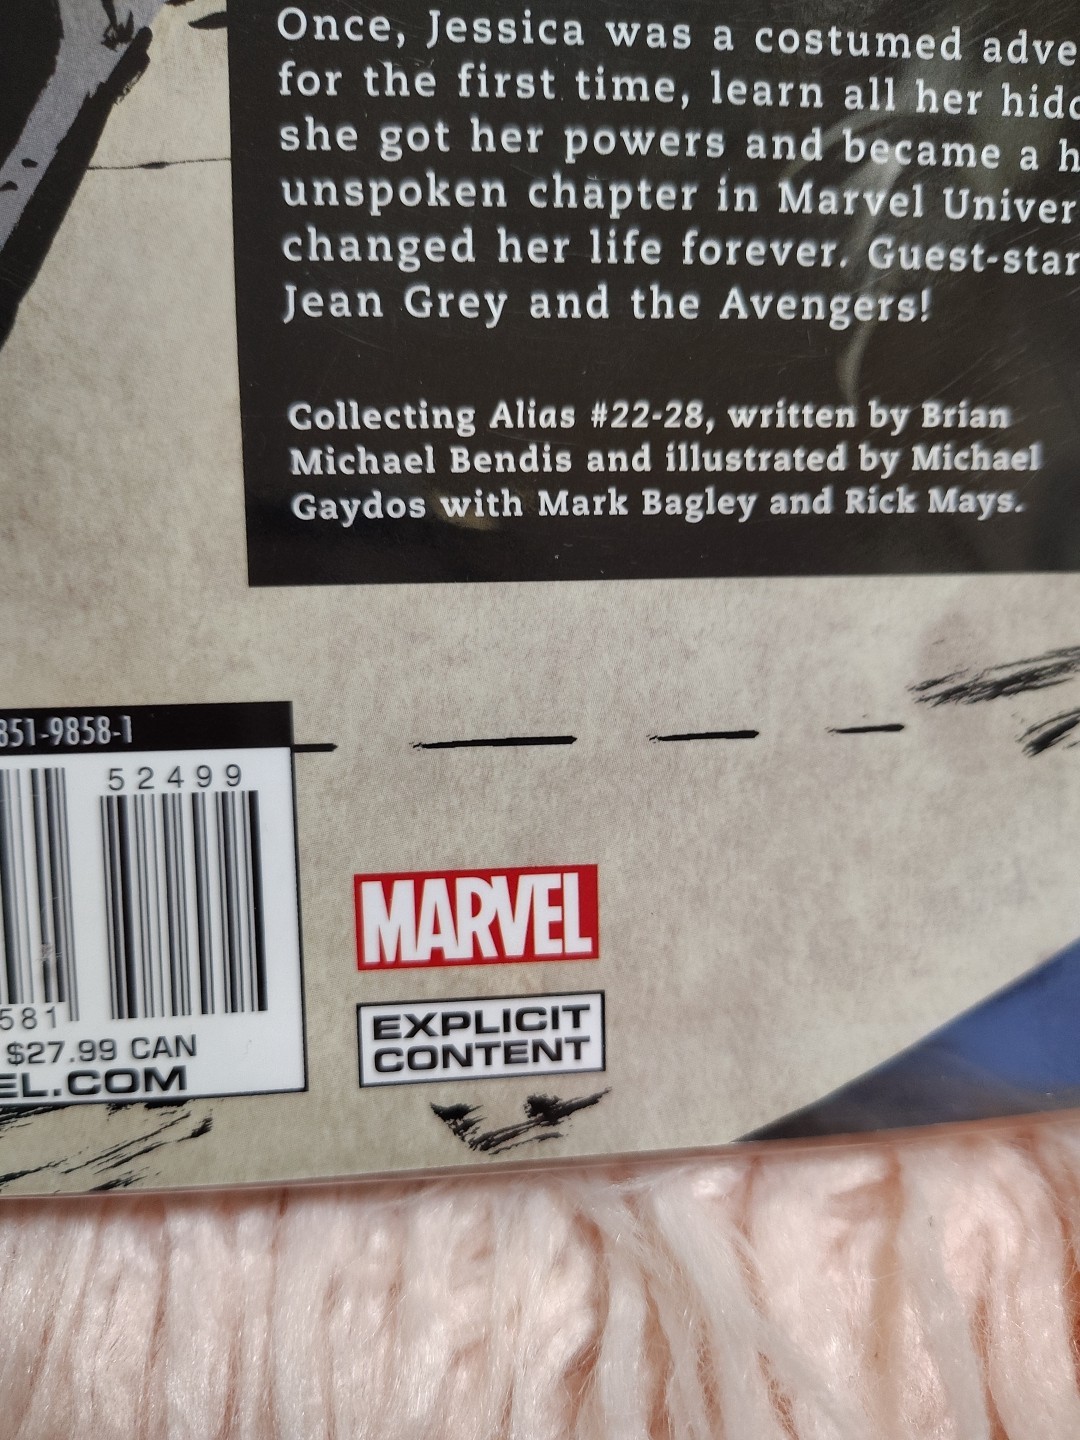 Once, Jessica was a costumed adve
for the first time, learn all her hidd
she got her powers and became a h
unspoken chapter in Marvel Univer
changed her life forever. Guest-star
Jean Grey and the Avengers!
Collecting Alias #22-28, written by Brian
Michael Bendis and illustrated by Michael
Gaydos with Mark Bagley and Rick Mays.
851-9858-1
52499
581
$27.99 CAN
EL.COM
MARVEL
EXPLICIT
CONTENT